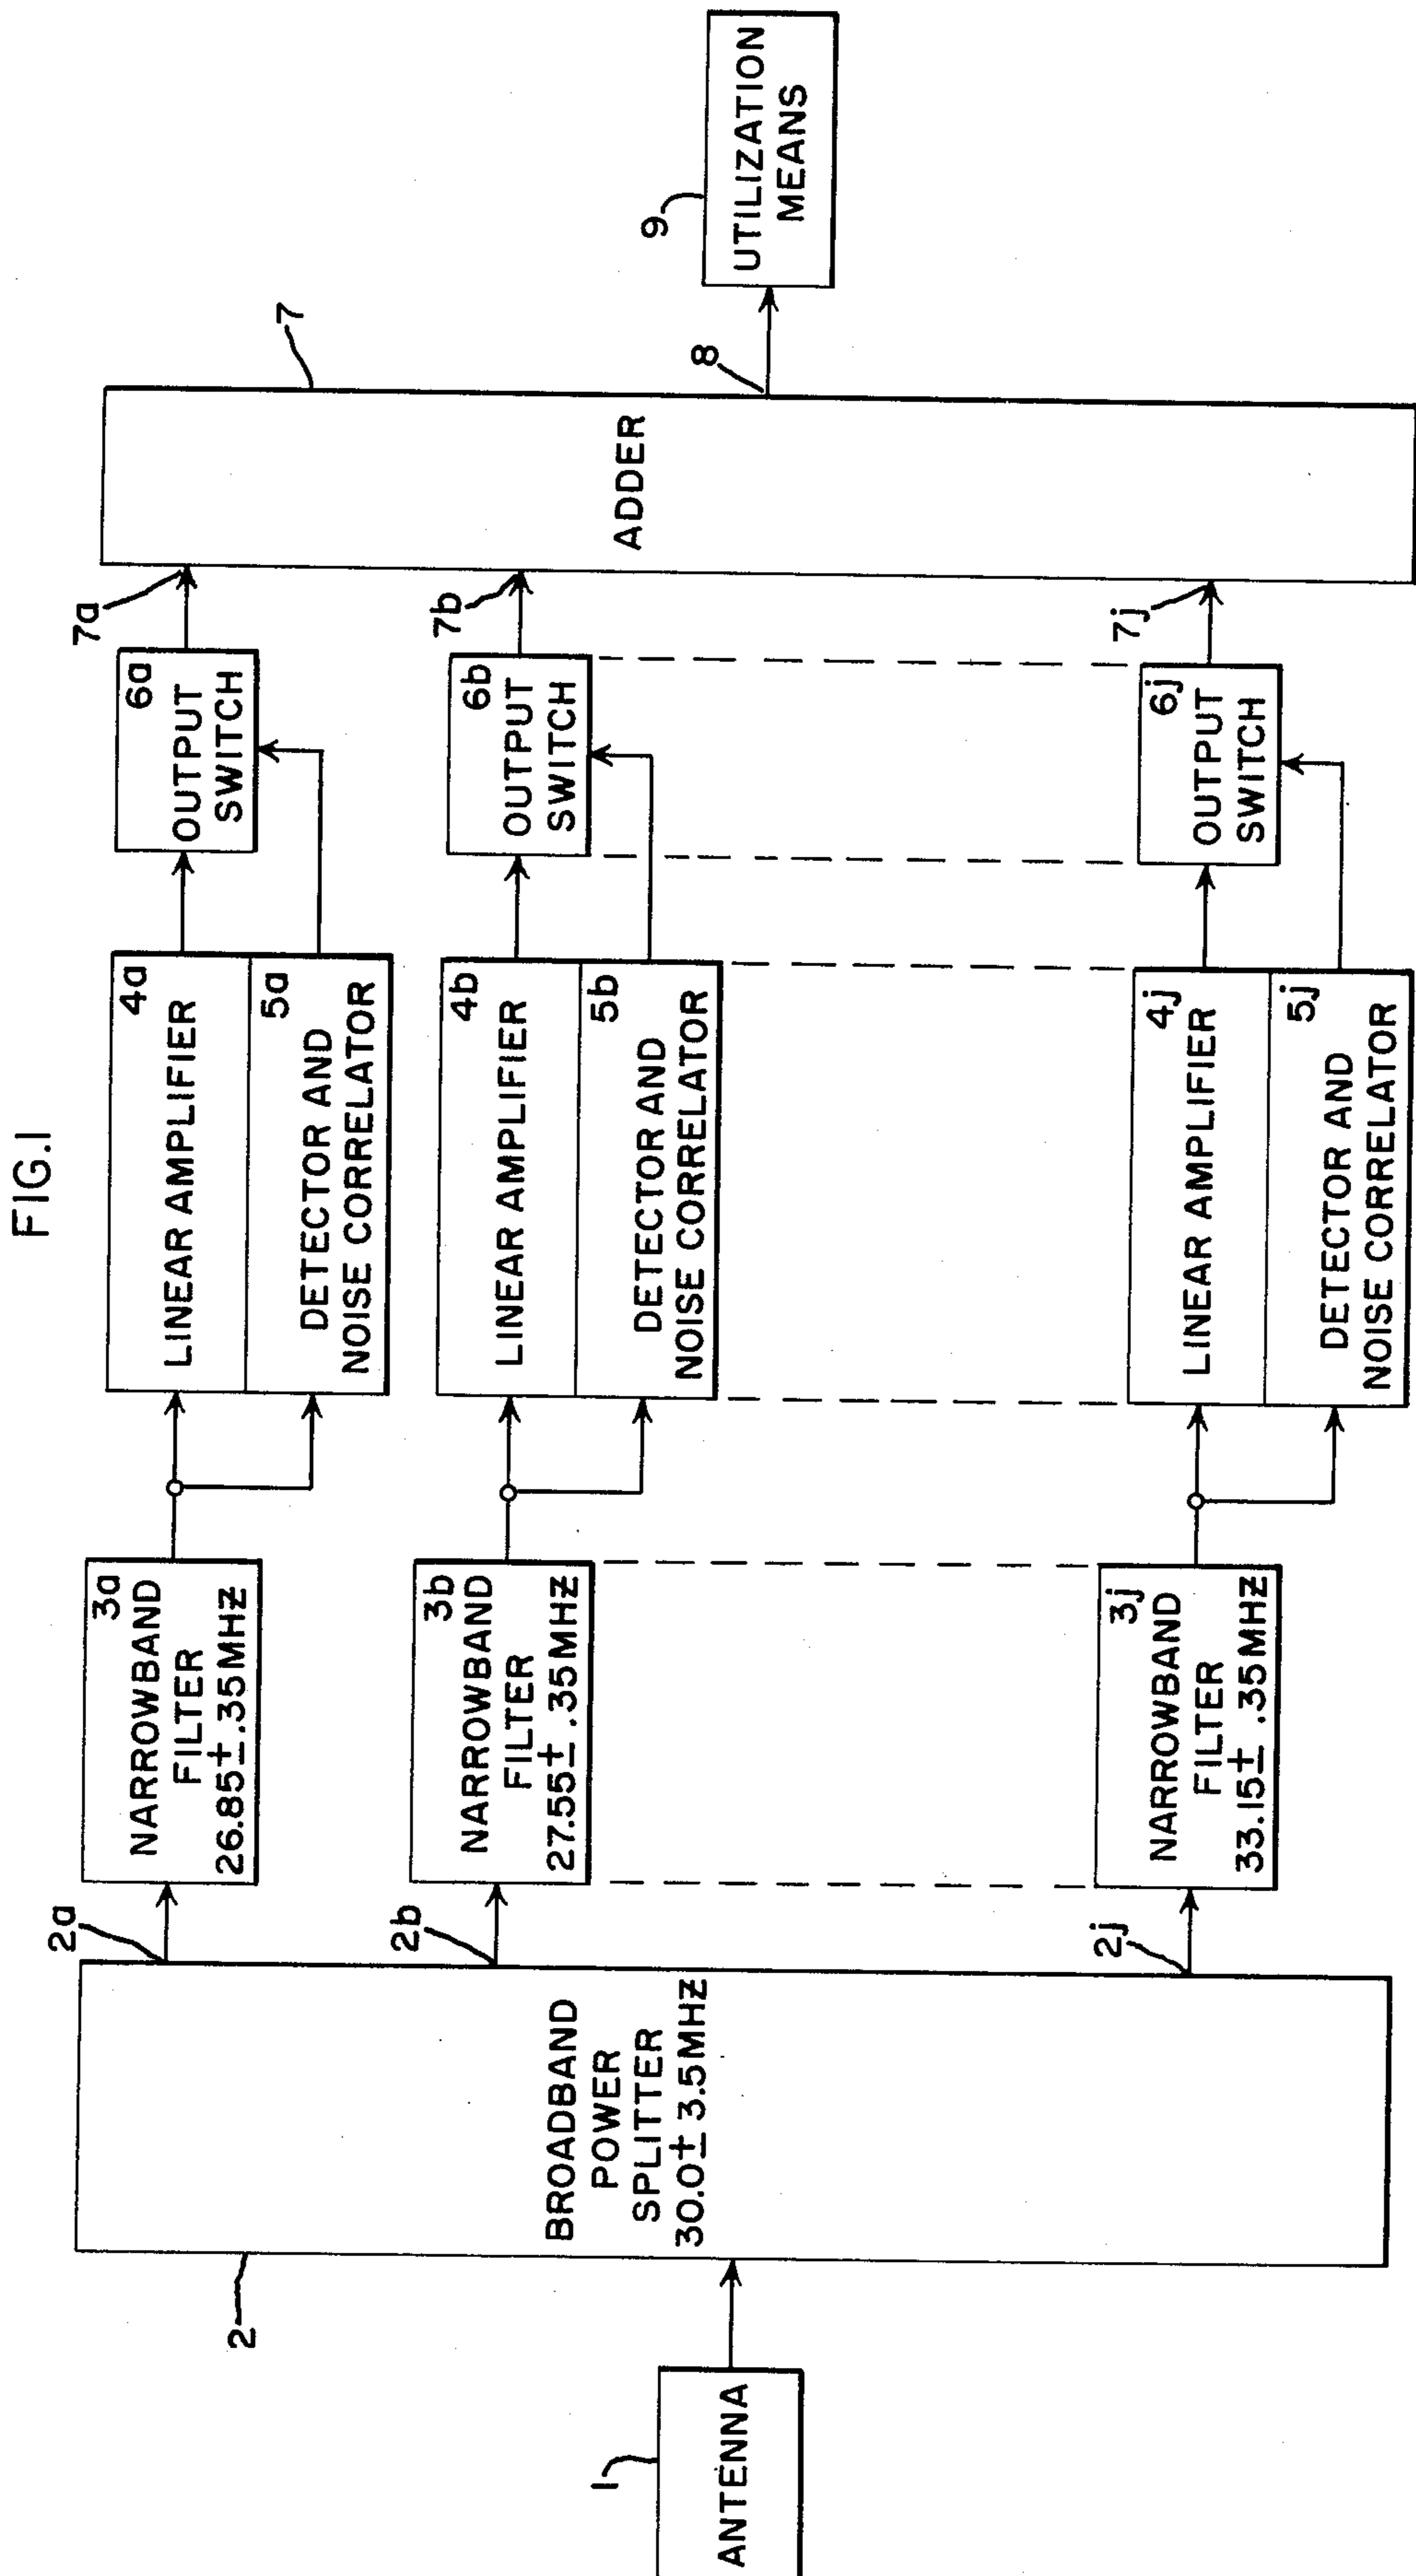 FIG.1
1
ANTENNA
2
BROADBAND
POWER
SPLITTER
30.0± 3.5MHZ
2a
2b
2j
3a
NARROWBAND
FILTER
26.85±.35MHZ
3b
NARROWBAND
FILTER
27.55±.35MHZ
3j
NARROWBAND
FILTER
33.15± .35MHZ
4a
LINEAR AMPLIFIER
5a
DETECTOR AND
NOISE CORRELATOR
4b
LINEAR AMPLIFIER
5b
DETECTOR AND
NOISE CORRELATOR
4j
LINEAR AMPLIFIER
5j
DETECTOR AND
NOISE CORRELATOR
6a
OUTPUT
SWITCH
6b
OUTPUT
SWITCH
6j
OUTPUT
SWITCH
7a
7b
7j
7
ADDER
8
9
UTILIZATION
MEANS